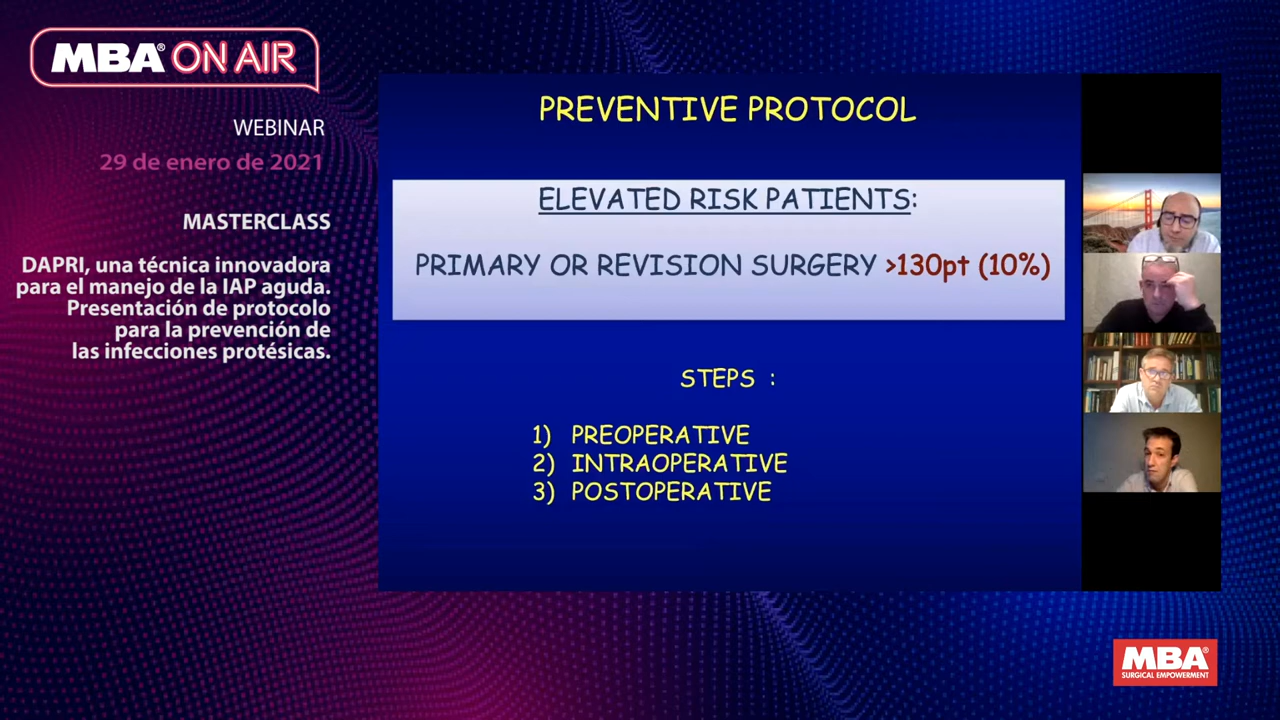 MBA® ON AIR
WEBINAR
29 de enero de 2021
MASTERCLASS
DAPRI, una técnica innovadora
para el manejo de la IAP aguda.
Presentación de protocolo
para la prevención de
las infecciones protésicas.
PREVENTIVE PROTOCOL
ELEVATED RISK PATIENTS:
PRIMARY OR REVISION SURGERY >130pt (10%)
STEPS :
1) PREOPERATIVE
2) INTRAOPERATIVE
3) POSTOPERATIVE
MBA®
SURGICAL EMPOWERMENT